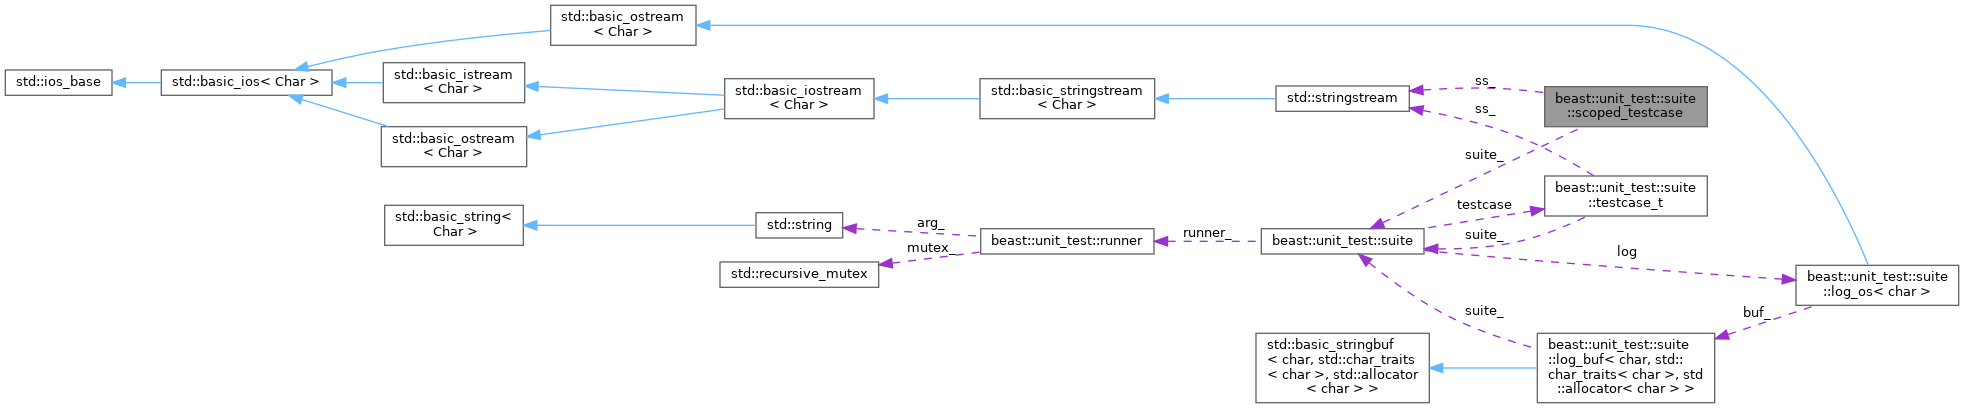 std::basic_ostream
< Char >
std::ios_base
std::basic_ios< Char >
std::basic_istream
< Char >
std::basic_ostream
< Char >
std::basic_iostream
< Char >
std::basic_stringstream
< Char >
std::stringstream
ss_
ss_
beast::unit_test::suite
::scoped_testcase
suite_
beast::unit_test::suite
::testcase_t
testcase
suite_
std::basic_string<
Char >
std::string
arg_
mutex_
std::recursive_mutex
beast::unit_test::runner
runner_
beast::unit_test::suite
log
beast::unit_test::suite
::log_os< char >
buf_
suite_
std::basic_stringbuf
< char, std::char_traits
< char >, std::allocator
< char > >
beast::unit_test::suite
::log_buf< char, std::
char_traits< char >, std
::allocator< char > >